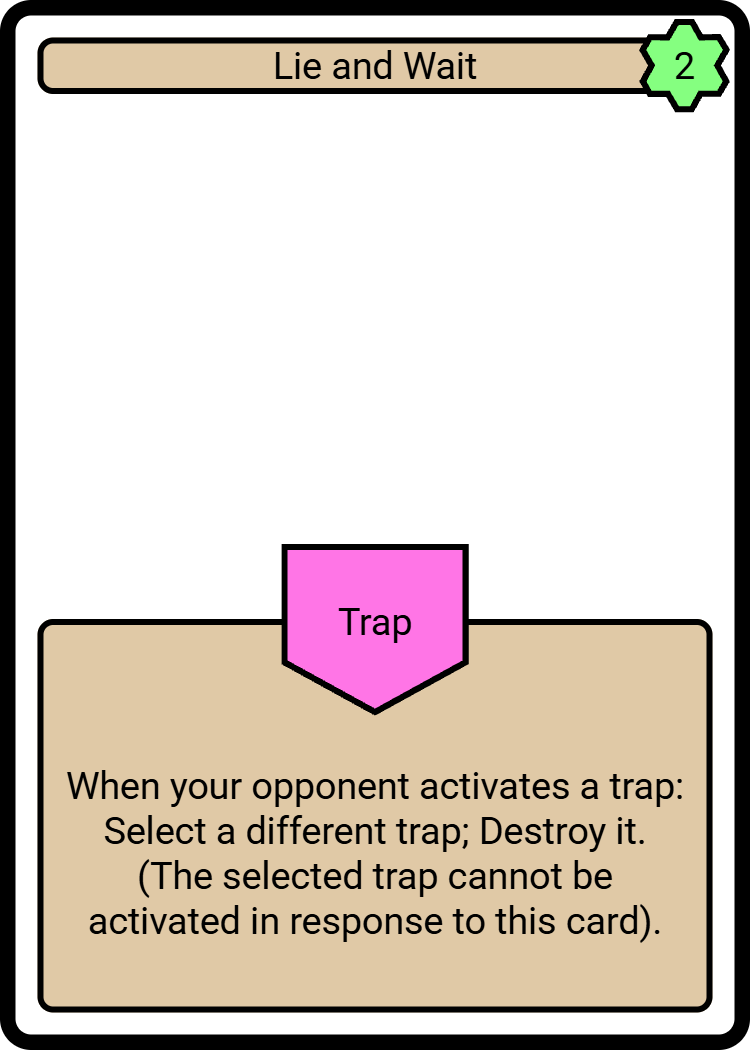 Lie and Wait
2
Trap
When your opponent activates a trap:
Select a different trap; Destroy it.
(The selected trap cannot be
activated in response to this card).